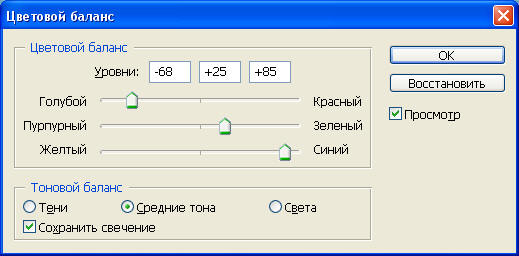 Цветовой баланс
Цветовой баланс
Уровни: -68 +25 +85
Голубой Красный
Пурпурный Зеленый
Желтый Синий
OK
Восстановить
Просмотр
Тоновой баланс
Тени Средние тона Света
Сохранить свечение